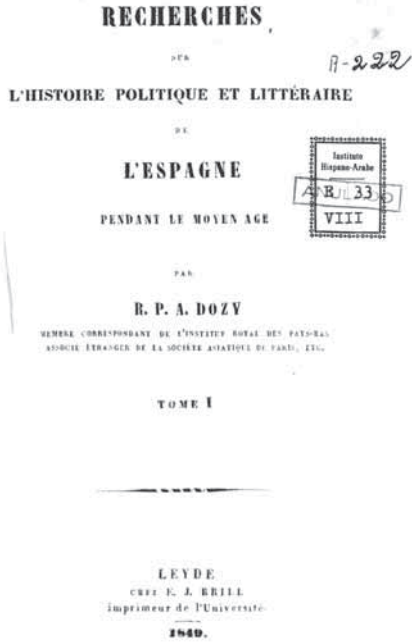 RECHERCHES
SUR
A-222
L'HISTOIRE POLITIQUE ET LITTÉRAIRE
DE
L'ESPAGNE
Instituto
Hispano-Arabe
ANULADO
R 33
VIII
PENDANT LE MOYEN AGE
PAR
R. P. A. DOZY
MEMBRE CORRESPONDANT DE L'INSTITUT ROYAL DES PAYS-BAS
ASSOCIÉ ÉTRANGER DE LA SOCIÉTÉ ASIATIQUE DE PARIS, ETC.
TOME I
LEYDE
CHEZ E. J. BRILL
imprimeur de l'Université
1849.